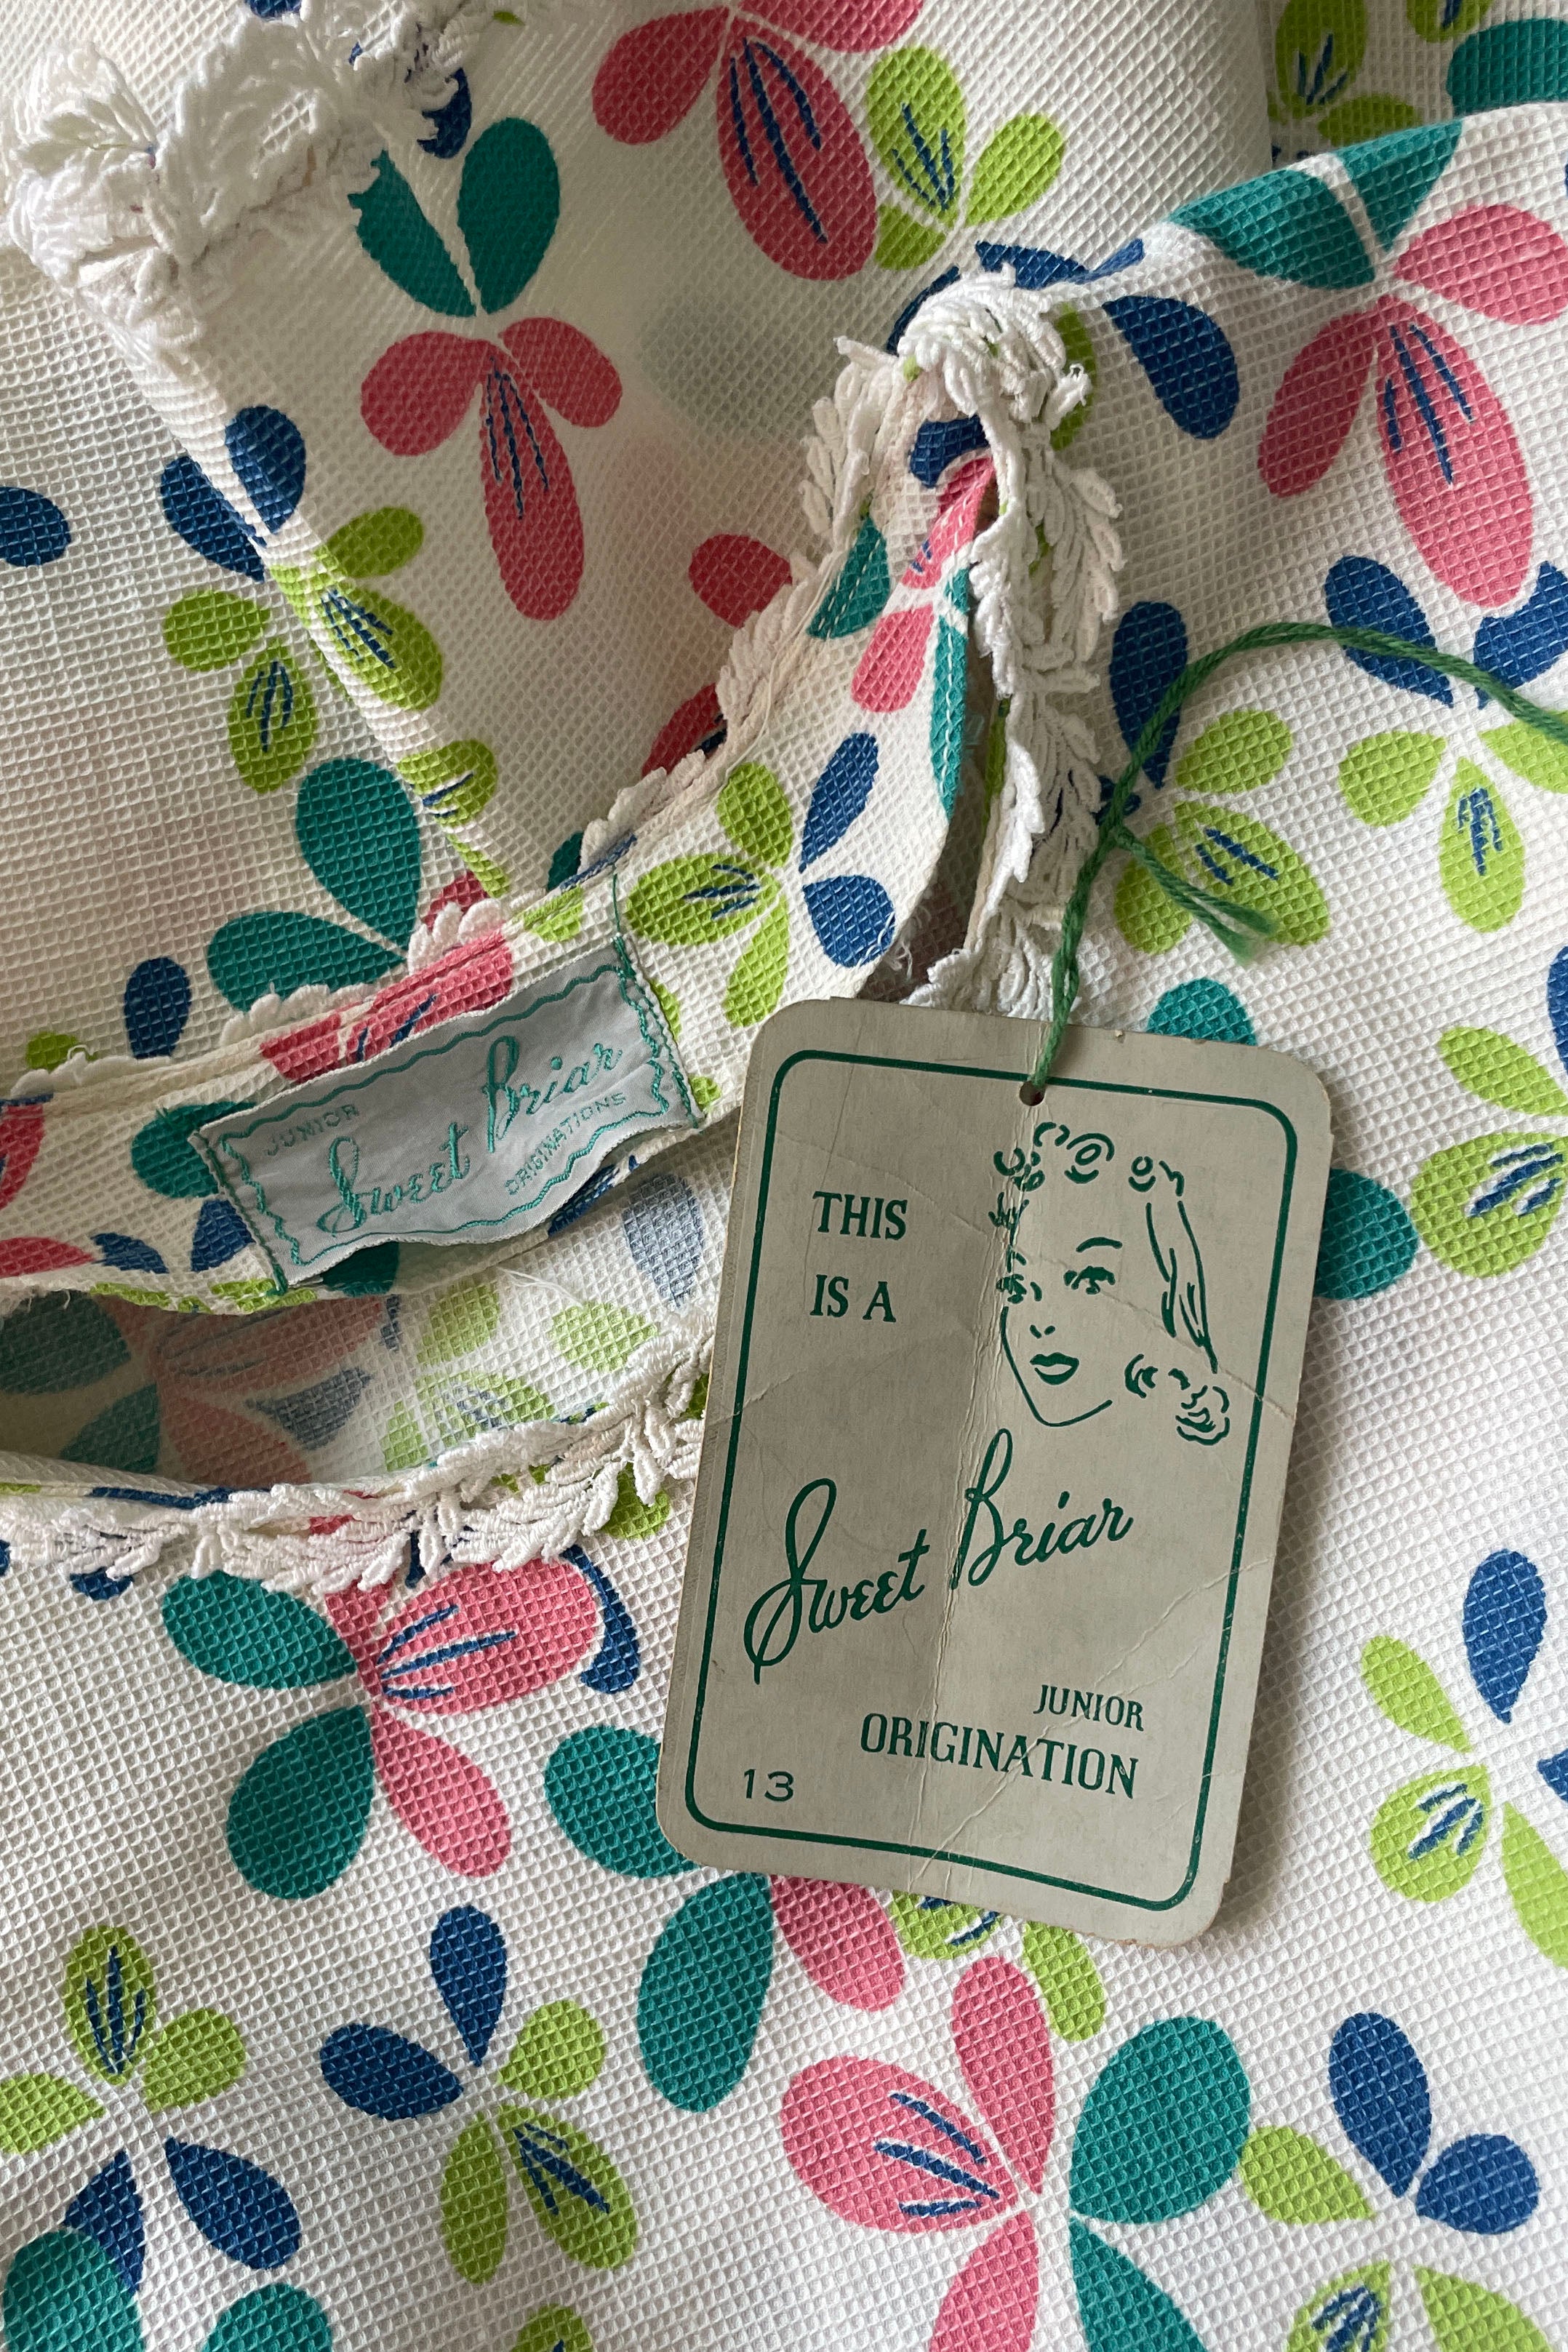 JUNIOR
Sweet Briar
ORIGINATIONS
THIS
IS A
Sweet Briar
JUNIOR
ORIGINATION
13